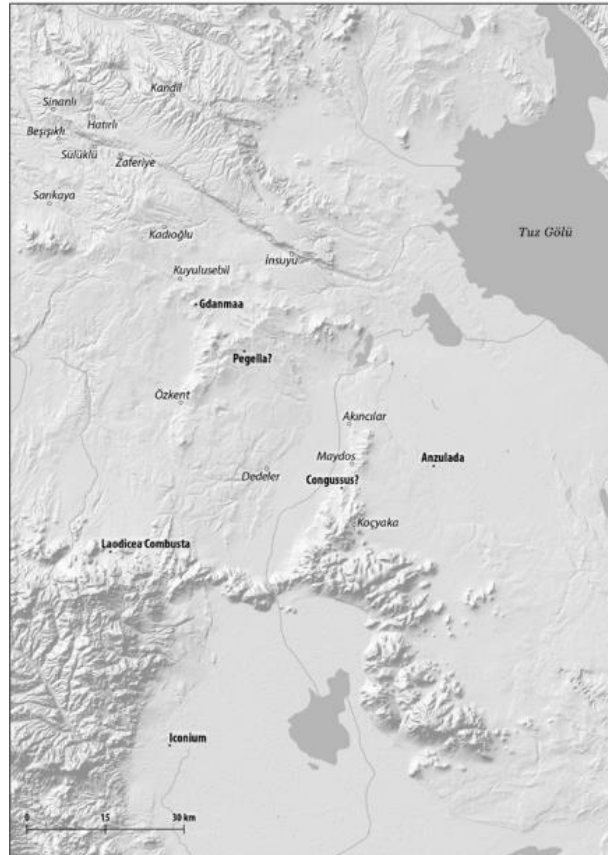 Kandil
Sinanlı
Hatırlı
Beşışıklı
Sülüklü
Zaferiye
Sarıkaya
Tuz Gölü
Kadıoğlu
İnsuyu
Kuyulusebil
Gdanmaa
Pegella?
Özkent
Akıncılar
Maydos
Anzulada
Dedeler
Congussus?
Koçyaka
Laodicea Combusta
Iconium
0 15 30 km